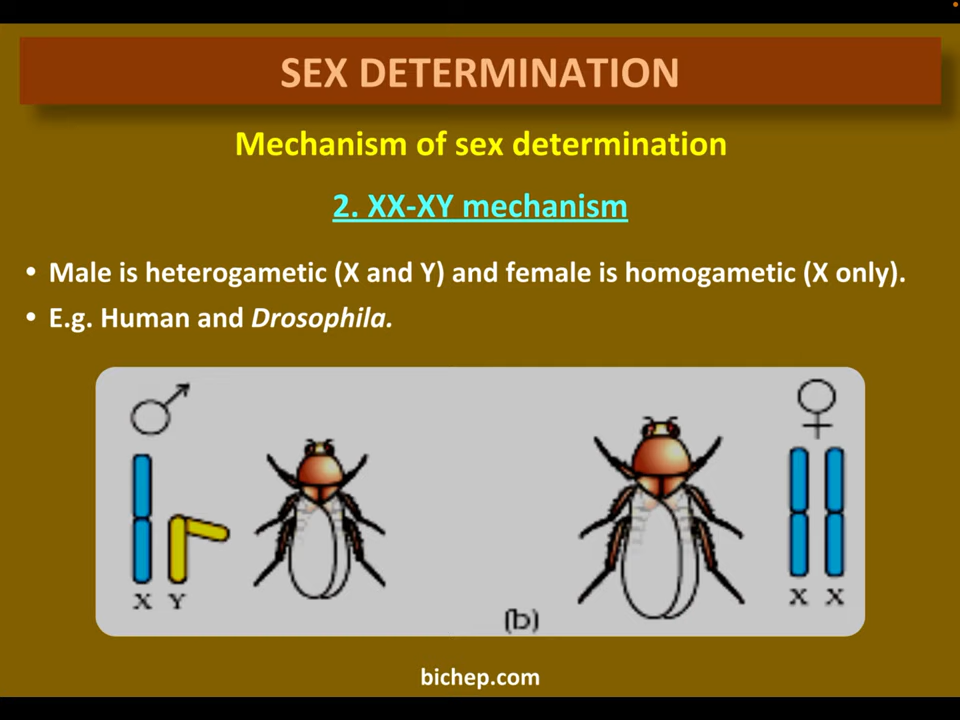 SEX DETERMINATION
Mechanism of sex determination
2. XX-XY mechanism
• Male is heterogametic (X and Y) and female is homogametic (X only).
• E.g. Human and Drosophila.
X Y
(b)
X X
bichep.com